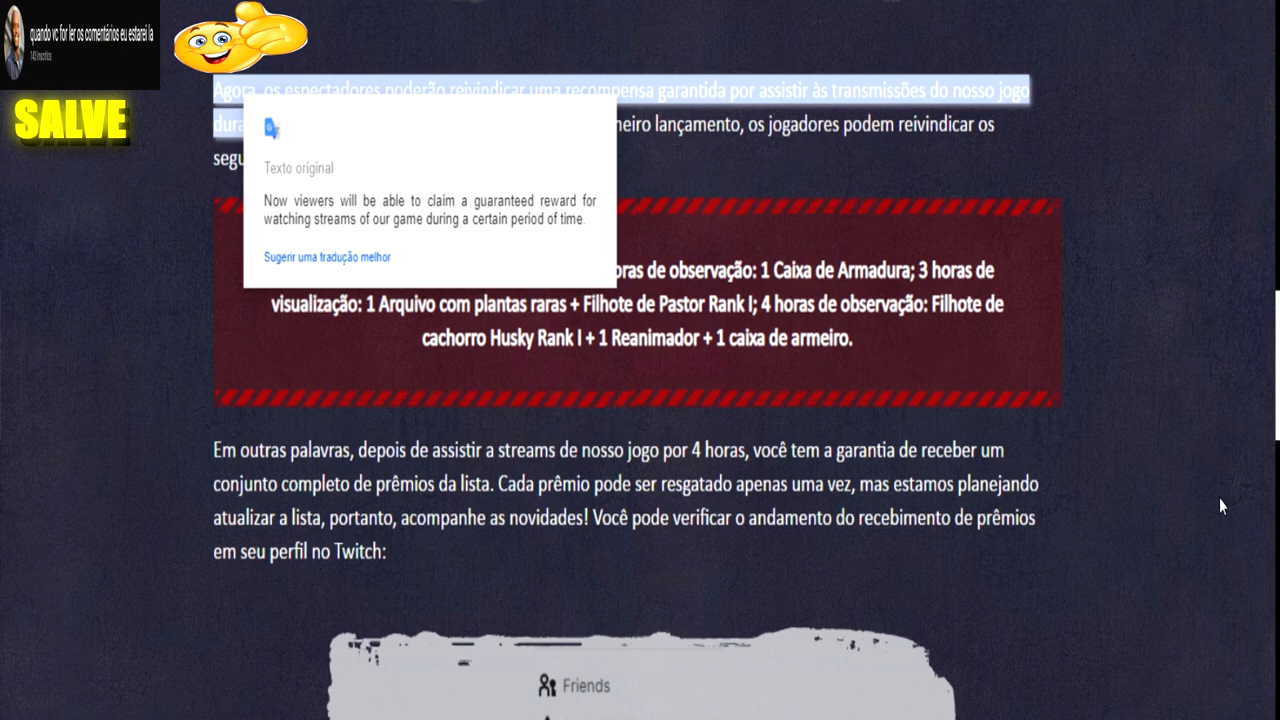 quando vc for ler os comentários eu estarei la
143 inscritos
SALVE
Agora, os espectadores poderão reivindicar uma recompensa garantida por assistir às transmissões do nosso jogo
dura
neiro lançamento, os jogadores podem reivindicar os
segu
Texto original
Now viewers will be able to claim a guaranteed reward for
watching streams of our game during a certain period of time.
Sugerir uma tradução melhor
oras de observação: 1 Caixa de Armadura; 3 horas de
visualização: 1 Arquivo com plantas raras + Filhote de Pastor Rank I; 4 horas de observação: Filhote de
cachorro Husky Rank I + 1 Reanimador + 1 caixa de armeiro.
Em outras palavras, depois de assistir a streams de nosso jogo por 4 horas, você tem a garantia de receber um
conjunto completo de prêmios da lista. Cada prêmio pode ser resgatado apenas uma vez, mas estamos planejando
atualizar a lista, portanto, acompanhe as novidades! Você pode verificar o andamento do recebimento de prêmios
em seu perfil no Twitch:
Friends